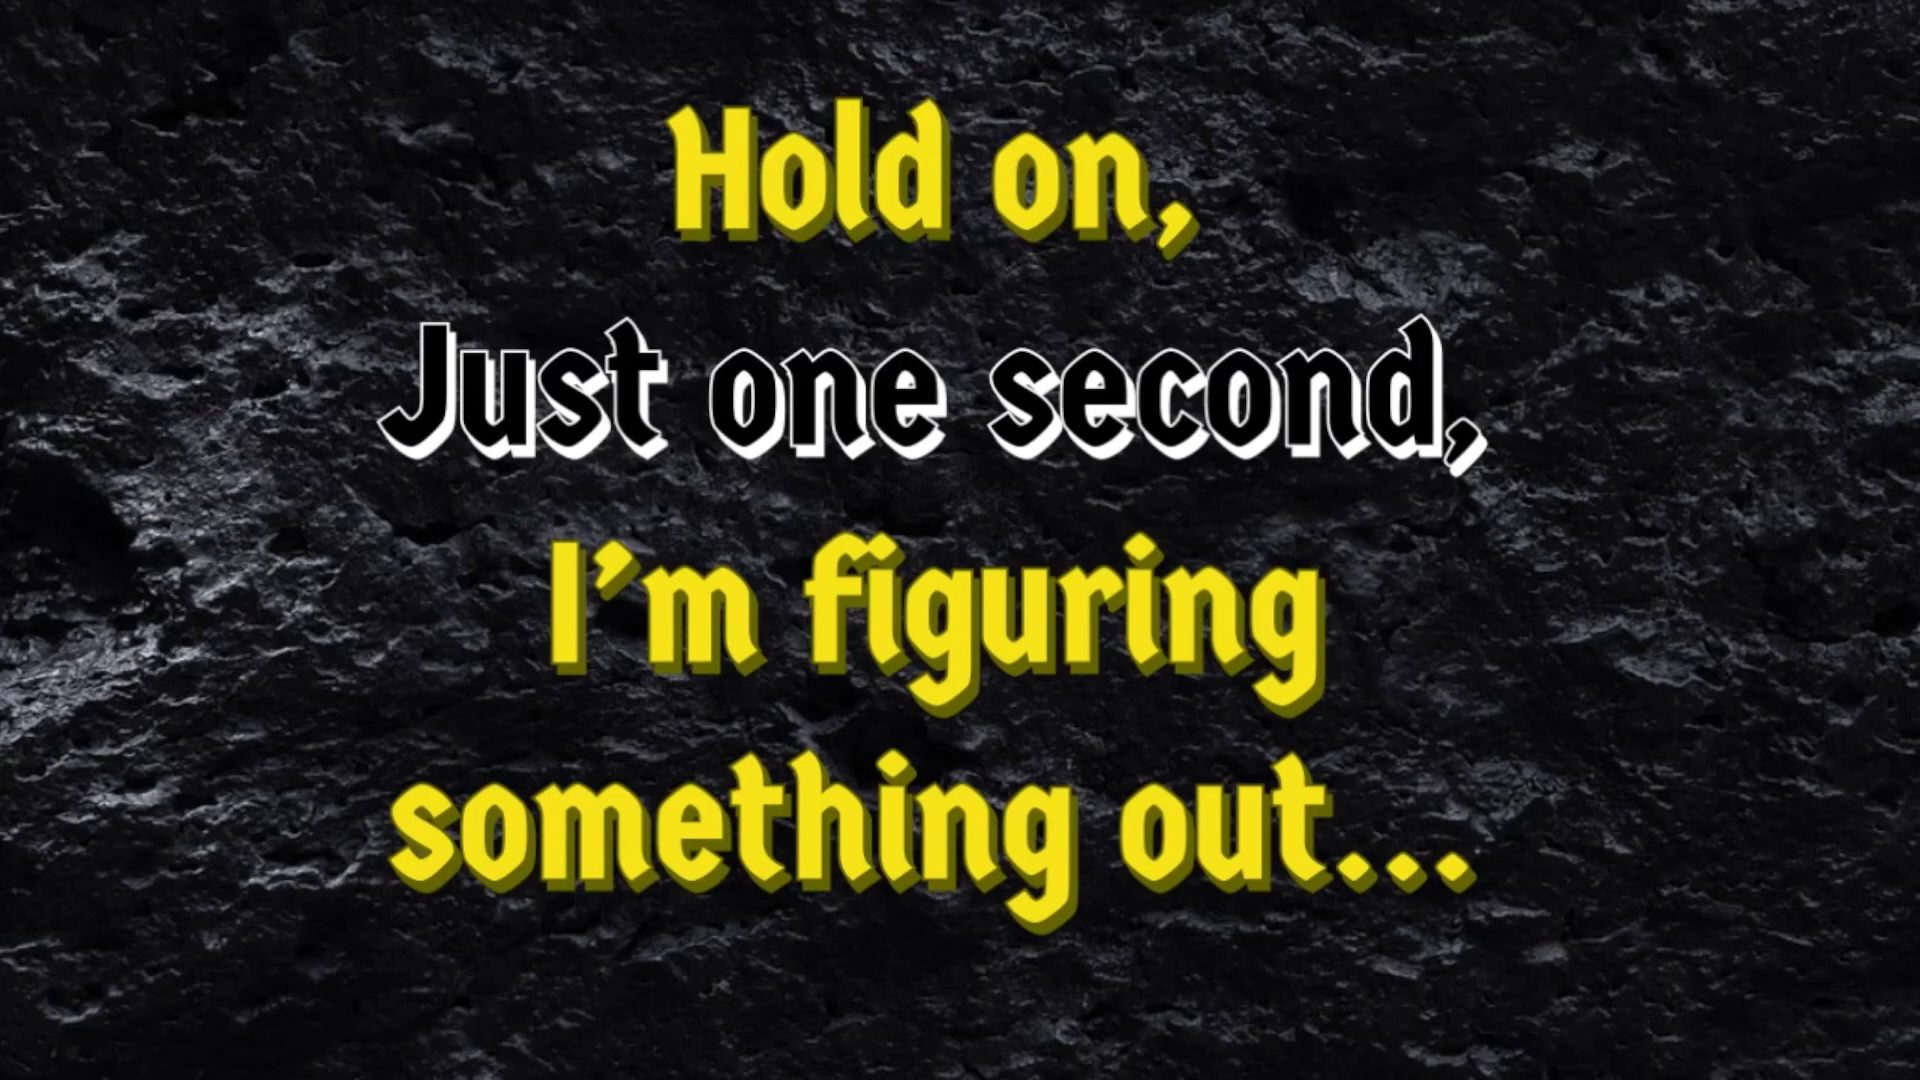 Hold on,
Just one second,
I’m figuring
something out...